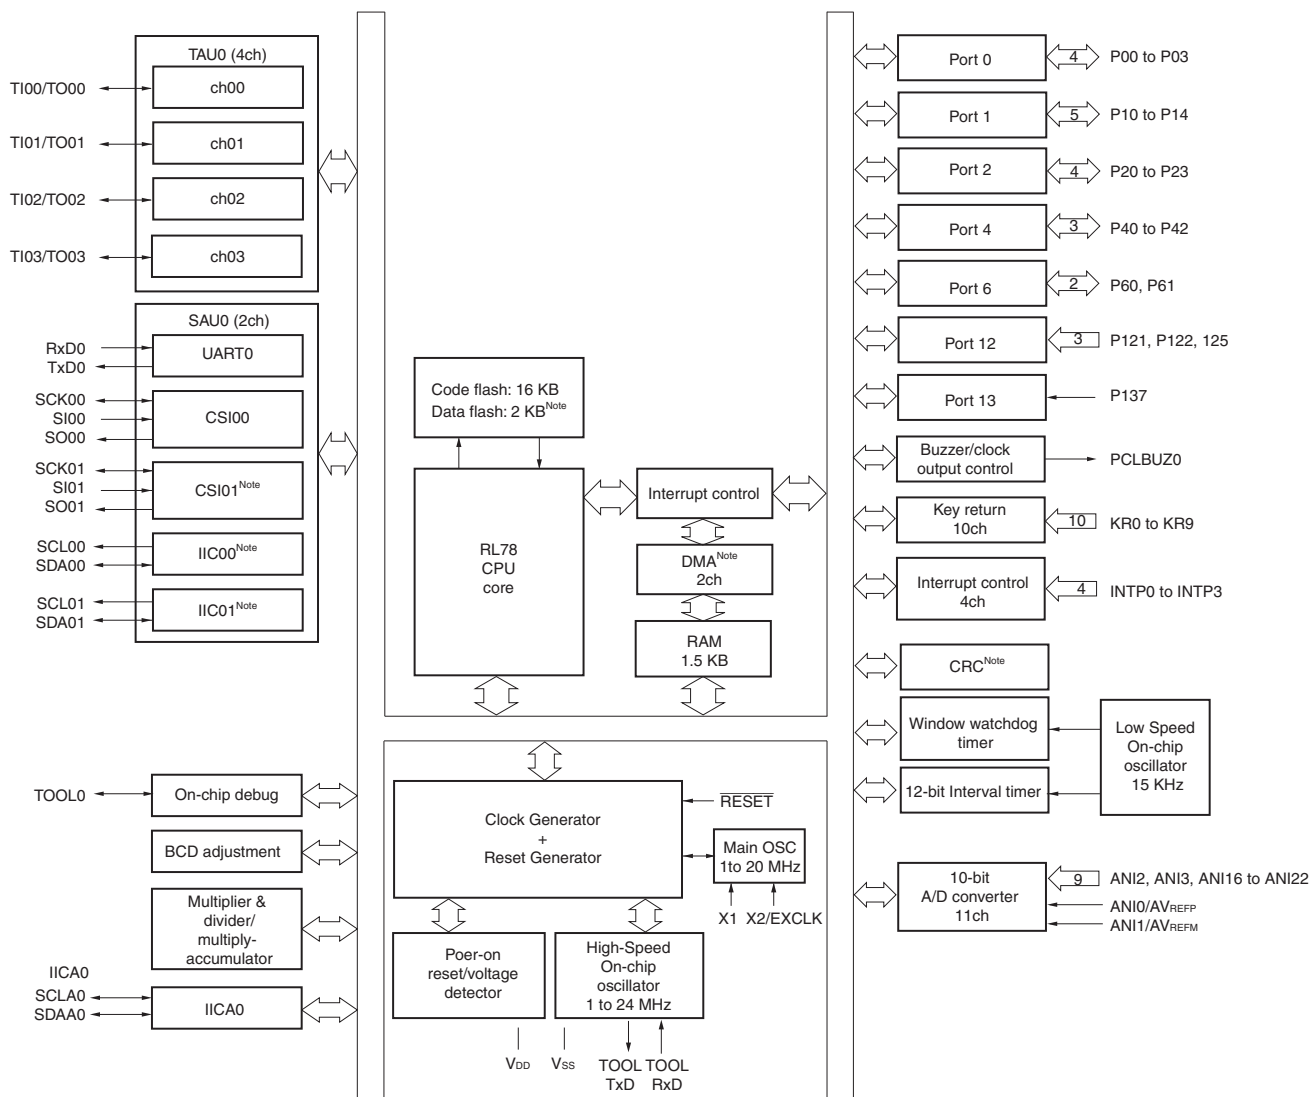 TAU0 (4ch)
TI00/TO00
ch00
TI01/TO01
ch01
TI02/TO02
ch02
TI03/TO03
ch03
SAU0 (2ch)
RxD0
TxD0
UART0
SCK00
SI00
SO00
CSI00
SCK01
SI01
SO01
CSI01Note
SCL00
SDA00
IIC00Note
SCL01
SDA01
IIC01Note
TOOL0
On-chip debug
BCD adjustment
Multiplier &
divider/
multiply-
accumulator
IICA0
SCLA0
SDAA0
IICA0
Code flash: 16 KB
Data flash: 2 KBNote
RL78
CPU
core
Interrupt control
DMANote
2ch
RAM
1.5 KB
Clock Generator
+
Reset Generator
RESET
Main OSC
1to 20 MHz
X1 X2/EXCLK
Poer-on
reset/voltage
detector
High-Speed
On-chip
oscillator
1 to 24 MHz
VDD
VSS
TOOL
TxD
TOOL
RxD
Port 0
4
P00 to P03
Port 1
5
P10 to P14
Port 2
4
P20 to P23
Port 4
3
P40 to P42
Port 6
2
P60, P61
Port 12
3
P121, P122, 125
Port 13
P137
Buzzer/clock
output control
PCLBUZ0
Key return
10ch
10
KR0 to KR9
Interrupt control
4ch
4
INTP0 to INTP3
CRCNote
Window watchdog
timer
12-bit Interval timer
Low Speed
On-chip
oscillator
15 KHz
10-bit
A/D converter
11ch
9
ANI2, ANI3, ANI16 to ANI22
ANI0/AVREFP
ANI1/AVREFM